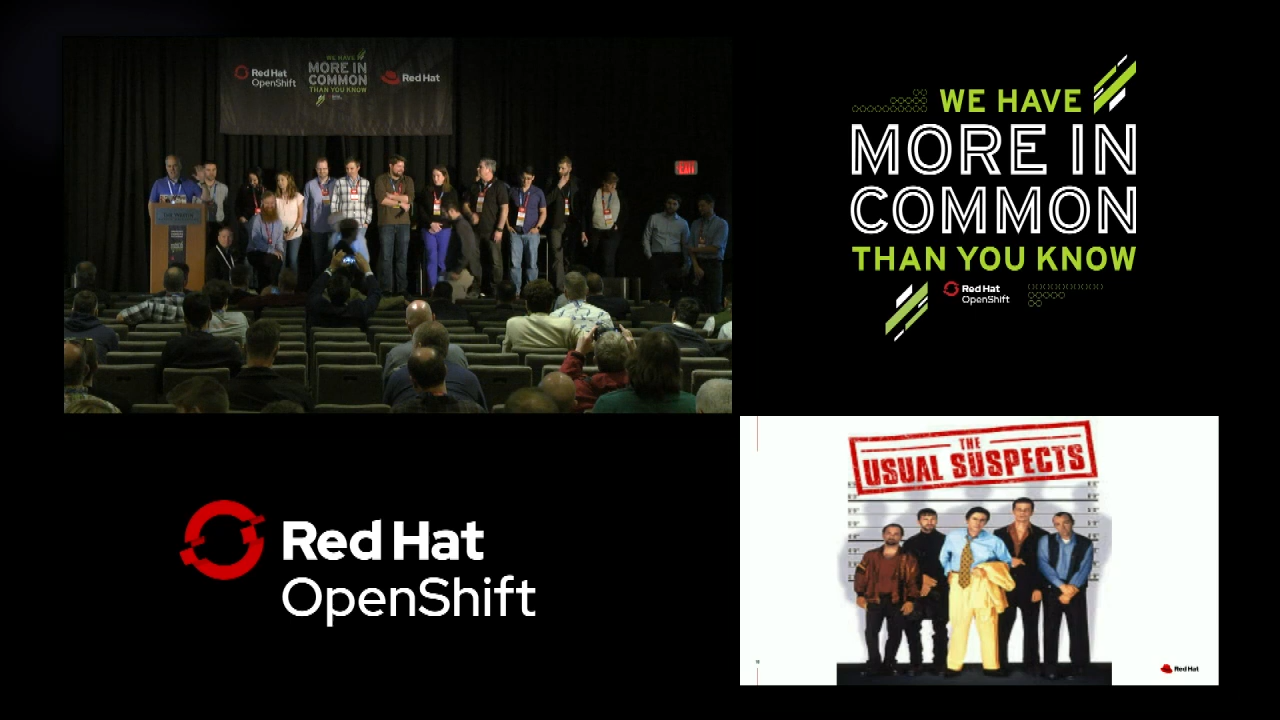 Red Hat
OpenShift
WE HAVE
MORE IN
COMMON
THAN YOU KNOW
Red Hat
EXIT
WE HAVE
MORE IN
COMMON
THAN YOU KNOW
Red Hat
OpenShift
Red Hat
OpenShift
THE
USUAL SUSPECTS
Red Hat